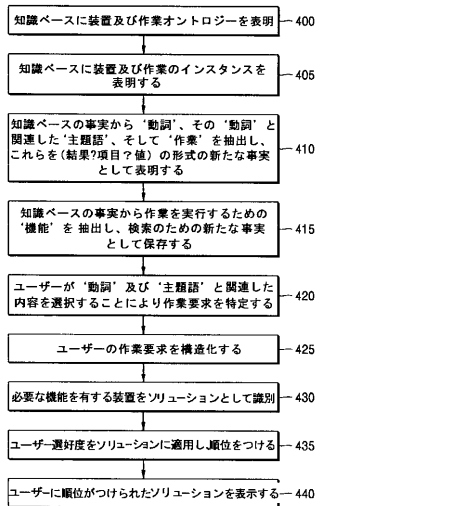 知識ベースに装置及び作業オントロジーを表明
400
知識ベースに装置及び作業のインスタンスを
表明する
405
知識ベースの事実から‘動詞’、その‘動詞’と
関連した‘主題語’、そして‘作業’を抽出し、
これらを(結果?項目?値)の形式の新たな事実
として表明する
410
知識ベースの事実から作業を実行するための
‘機能’を抽出し、検索のための新たな事実
として保存する
415
ユーザーが‘動詞’及び‘主題語’と関連した
内容を選択することにより作業要求を特定する
420
ユーザーの作業要求を構造化する
425
必要な機能を有する装置をソリューションとして識別
430
ユーザー選好度をソリューションに適用し、順位をつける
435
ユーザーに順位がつけられたソリューションを表示する
440